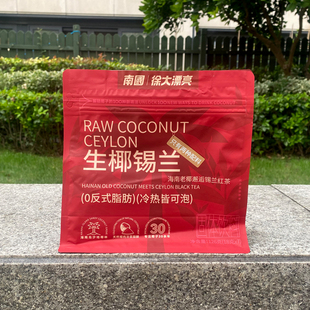 南國 徐大漂亮
RAW COCONUT
CEYLON
生椰锡兰
海南老椰邂逅锡兰红茶
HAINAN OLD COCONUT MEETS CEYLON BLACK TEA
(0反式脂肪)(冷热皆可泡)
30